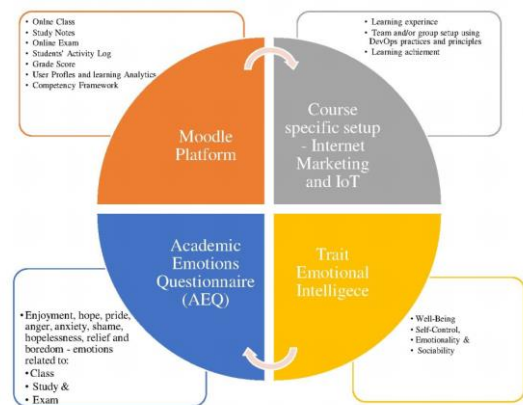 • Online Class
• Study Notes
• Online Exam
• Students' Activity Log
• Grade Score
• User Profles and learning Analytics
• Competency Framework
• Learning experince
• Team and/or group setup using
DevOps practices and principles
• Learning achiement
Moodle
Platform
Course
specific setup
- Internet
Marketing
and IoT
Academic
Emotions
Questionnaire
(AEQ)
Trait
Emotional
Intelligece
•Enjoyment, hope, pride,
anger, anxiety, shame,
hopelessness, relief and
boredom - emotions
related to:
•Class
• Study &
• Exam
• Well-Being
• Self-Control,
• Emotionality &
• Sociability